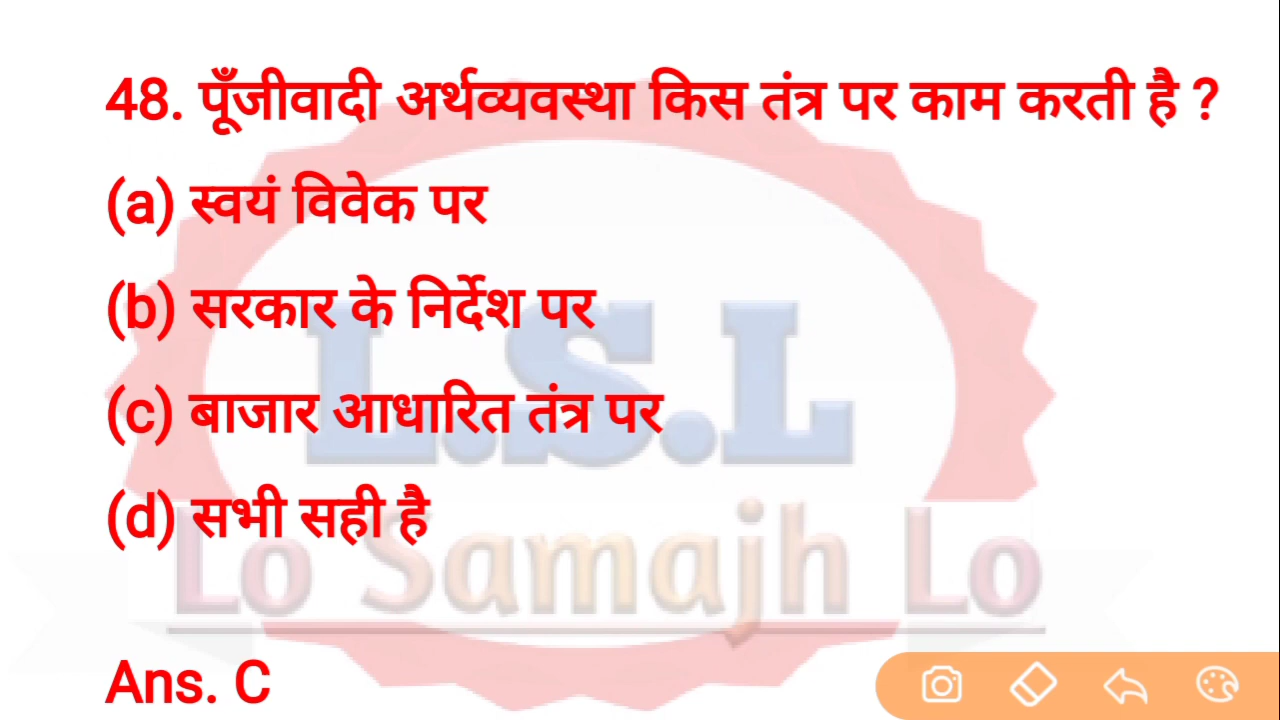 48. पूँजीवादी अर्थव्यवस्था किस तंत्र पर काम करती है ?
(a) स्वयं विवेक पर
(b) सरकार के निर्देश पर
(c) बाजार आधारित तंत्र पर
(d) सभी सही है
L.S.L
Lo Samajh Lo
Ans. C